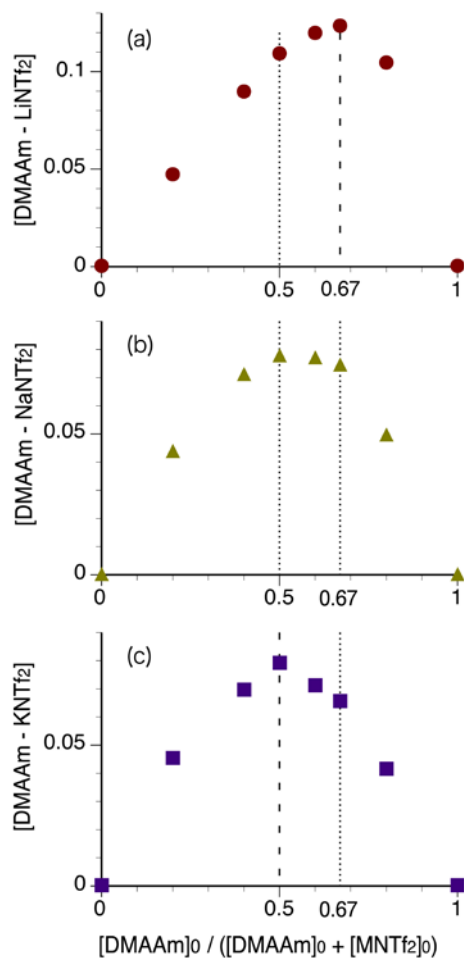 (a)
[DMAAm - LiNTf2]
0.1
0.05
0
0 0.5 0.67 1
(b)
[DMAAm - NaNTf2]
0.05
0
0 0.5 0.67 1
(c)
[DMAAm - KNTf2]
0.05
0
0 0.5 0.67 1
[DMAAm]0 / ([DMAAm]0 + [MNTf2]0)